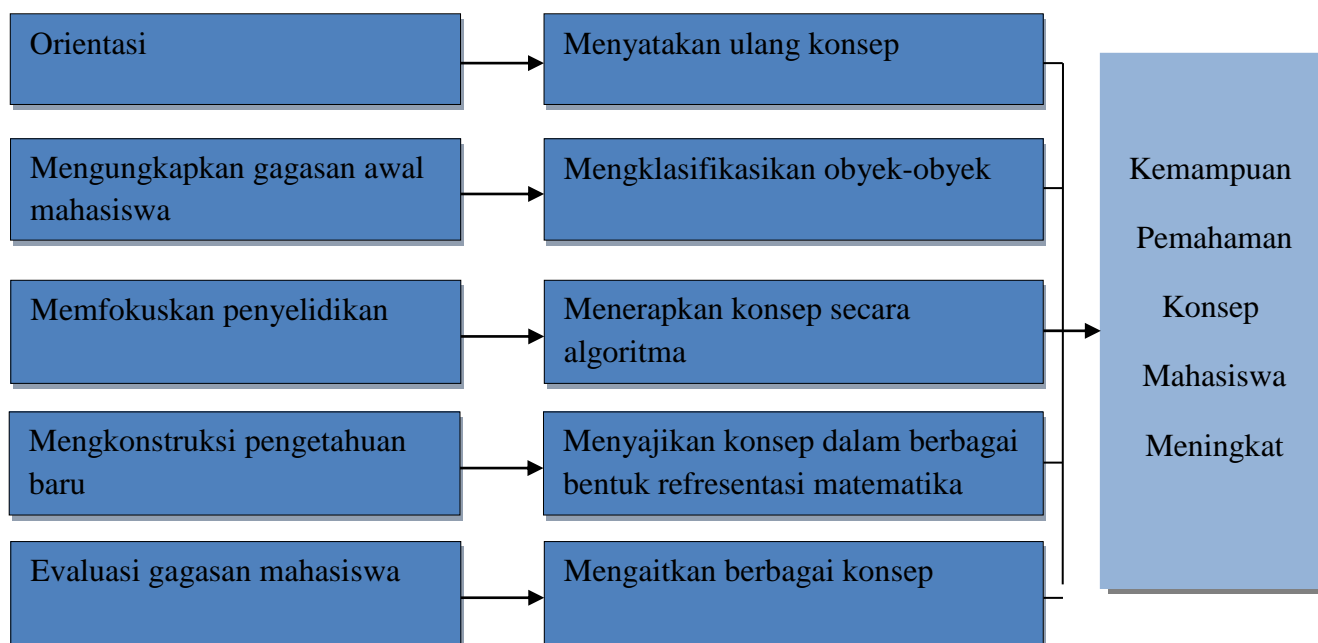 Orientasi
Menyatakan ulang konsep
Mengungkapkan gagasan awal
mahasiswa
Mengklasifikasikan obyek-obyek
Memfokuskan penyelidikan
Menerapkan konsep secara
algoritma
Mengkonstruksi pengetahuan
baru
Menyajikan konsep dalam berbagai
bentuk refresentasi matematika
Evaluasi gagasan mahasiswa
Mengaitkan berbagai konsep
Kemampuan
Pemahaman
Konsep
Mahasiswa
Meningkat